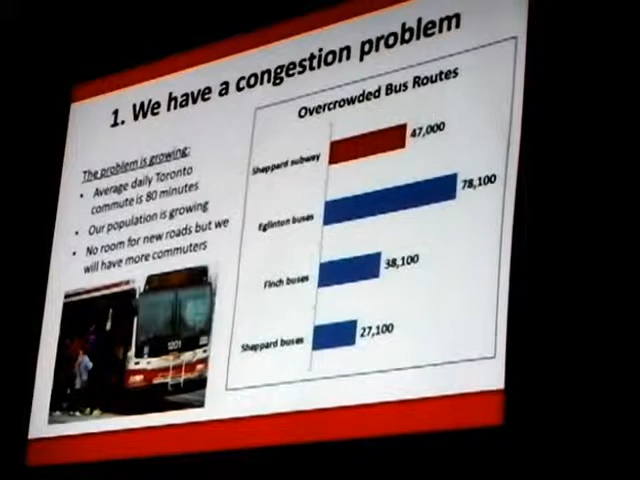 1. We have a congestion problem
The problem is growing:
• Average daily Toronto
commute is 80 minutes
• Our population is growing
• No room for new roads but we
will have more commuters
Overcrowded Bus Routes
Sheppard subway 47,000
Eglinton buses 78,100
Finch buses 38,100
Sheppard buses 27,100
1201